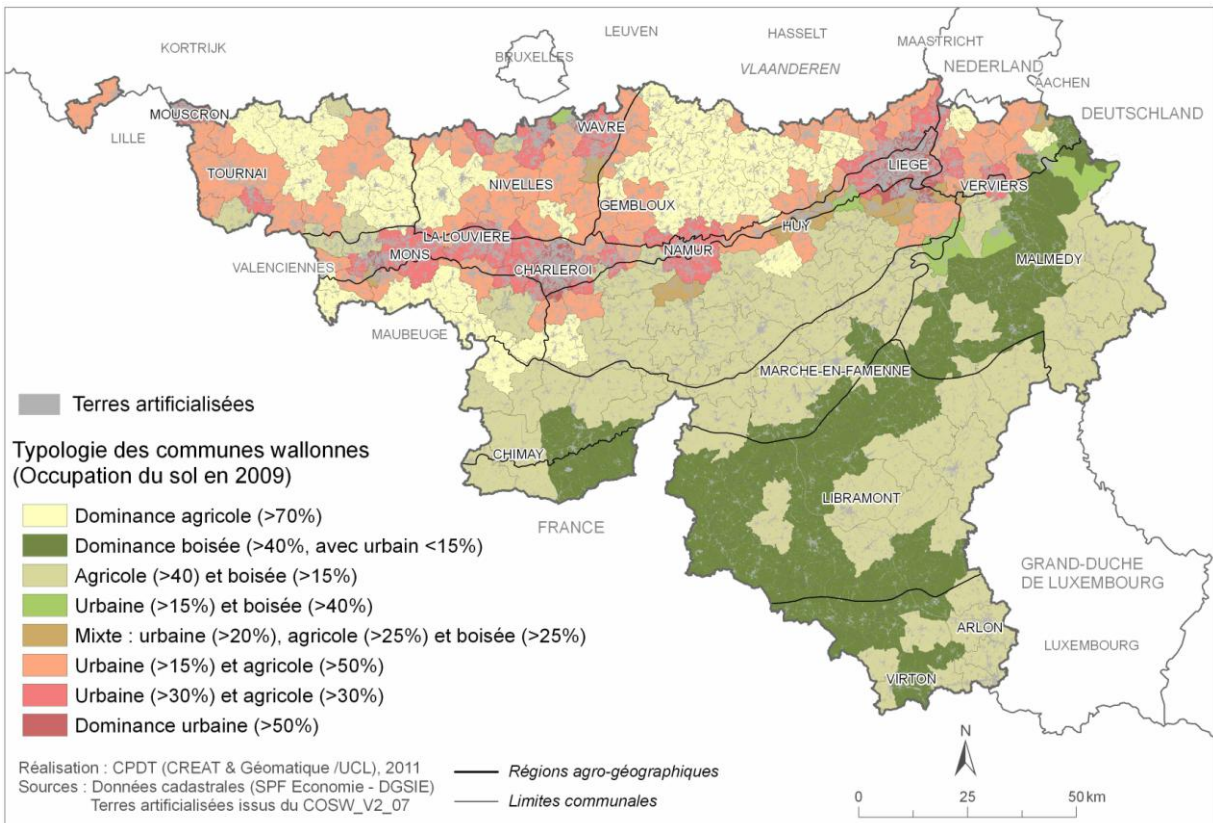 KORTRIJK
LEUVEN
HASSELT
MAASTRICHT
BRUXELLES
VLAANDEREN
NEDERLAND
AACHEN
DEUTSCHLAND
MOUSCRON
LILLE
WAVRE
TOURNAI
NIVELLES
LIEGE
VERVIERS
GEMBLOUX
HUY
LA LOUVIERE
NAMUR
MONS
VALENCIENNES
CHARLEROI
MALMEDY
MAUBEUGE
MARCHE-EN-FAMENNE
CHIMAY
LIBRAMONT
FRANCE
GRAND-DUCHE
DE LUXEMBOURG
ARLON
LUXEMBOURG
VIRTON
Terres artificialisées
Typologie des communes wallonnes
(Occupation du sol en 2009)
Dominance agricole (>70%)
Dominance boisée (>40%, avec urbain <15%)
Agricole (>40) et boisée (>15%)
Urbaine (>15%) et boisée (>40%)
Mixte : urbaine (>20%), agricole (>25%) et boisée (>25%)
Urbaine (>15%) et agricole (>50%)
Urbaine (>30%) et agricole (>30%)
Dominance urbaine (>50%)
Réalisation : CPDT (CREAT & Géomatique /UCL), 2011
Sources : Données cadastrales (SPF Economie - DGSIE)
Terres artificialisées issus du COSW_V2_07
Régions agro-géographiques
Limites communales
N
0 25 50 km